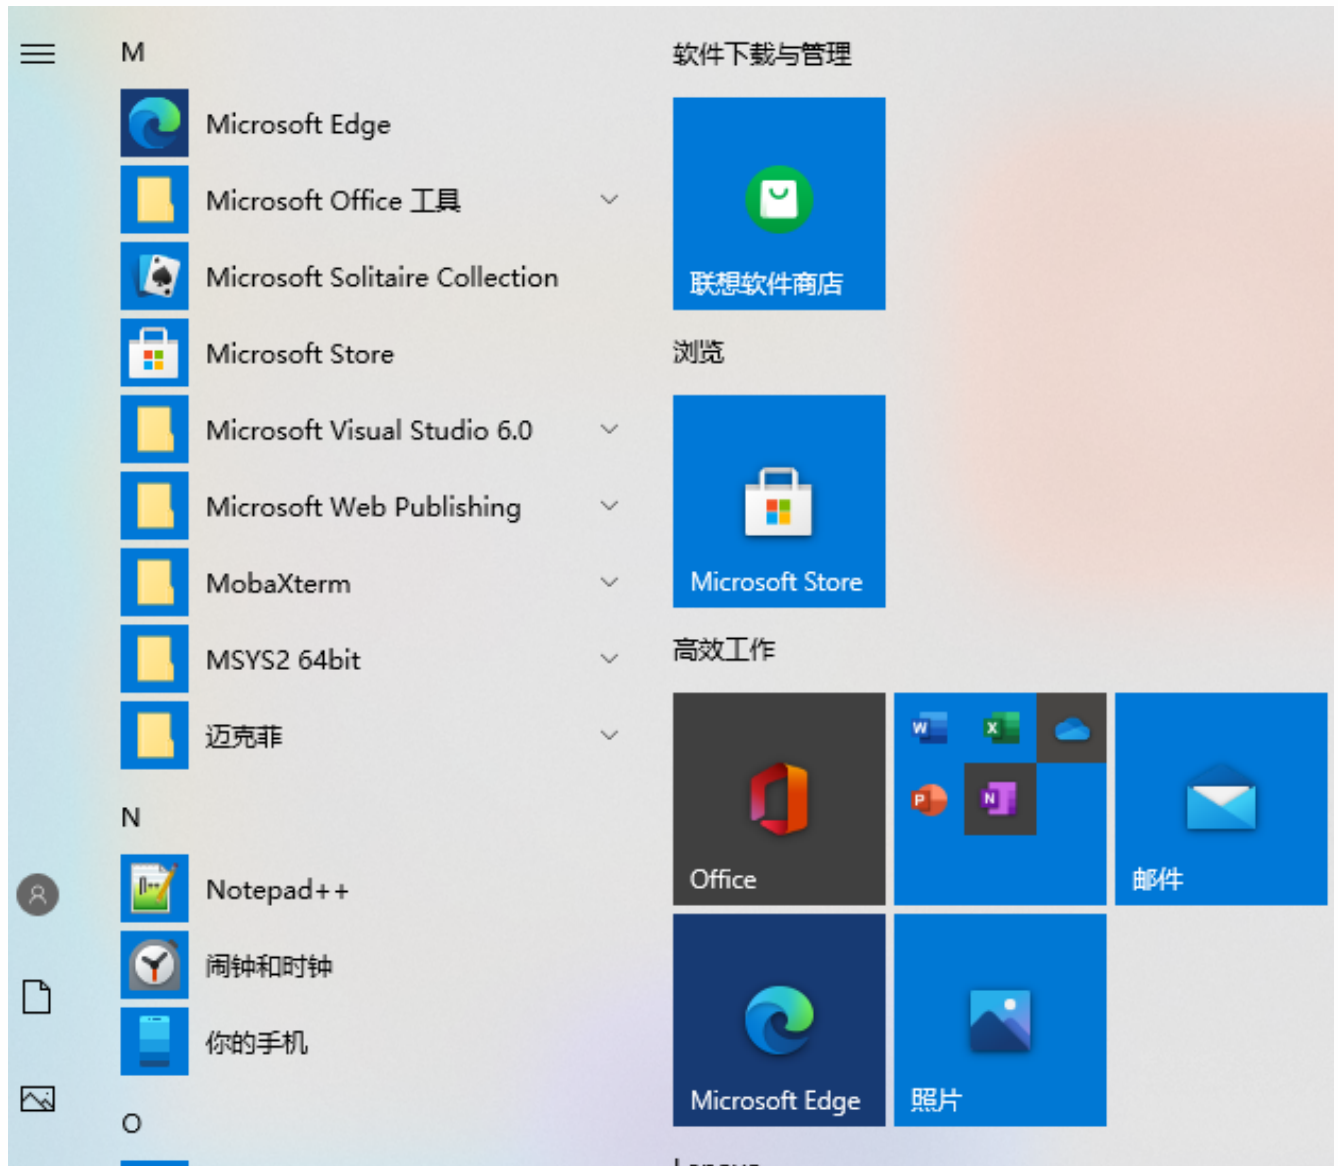 M
Microsoft Edge
Microsoft Office 工具
Microsoft Solitaire Collection
Microsoft Store
Microsoft Visual Studio 6.0
Microsoft Web Publishing
MobaXterm
MSYS2 64bit
迈克菲
N
Notepad++
闹钟和时钟
你的手机
O
软件下载与管理
联想软件商店
浏览
Microsoft Store
高效工作
Office
邮件
Microsoft Edge
照片
Lenovo